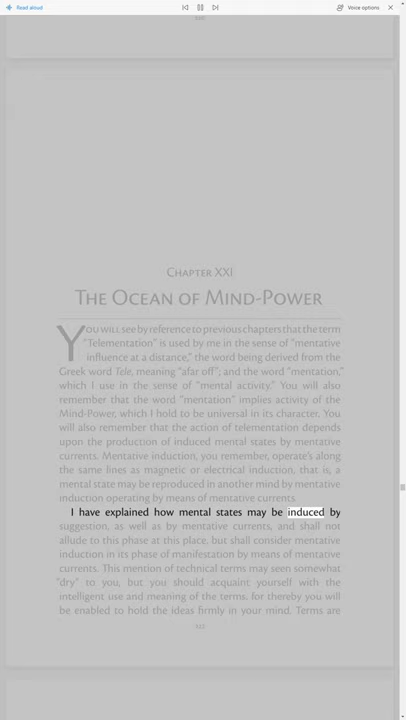 Read aloud
Voice options
322
CHAPTER XXI
THE OCEAN OF MIND-POWER
YOU WILL see by reference to previous chapters that the term
"Telementation" is used by me in the sense of "mentative
influence at a distance," the word being derived from the
Greek word Tele, meaning "afar off"; and the word "mentation,"
which I use in the sense of "mental activity." You will also
remember that the word "mentation" implies activity of the
Mind-Power, which I hold to be universal in its character. You
will also remember that the action of telementation depends
upon the production of induced mental states by mentative
currents. Mentative induction, you remember, operate's along
the same lines as magnetic or electrical induction, that is, a
mental state may be reproduced in another mind by mentative
induction operating by means of mentative currents.
I have explained how mental states may be induced by
suggestion, as well as by mentative currents, and shall not
allude to this phase at this place, but shall consider mentative
induction in its phase of manifestation by means of mentative
currents. This mention of technical terms may seem somewhat
"dry" to you, but you should acquaint yourself with the
intelligent use and meaning of the terms, for thereby you will
be enabled to hold the ideas firmly in your mind. Terms are
323